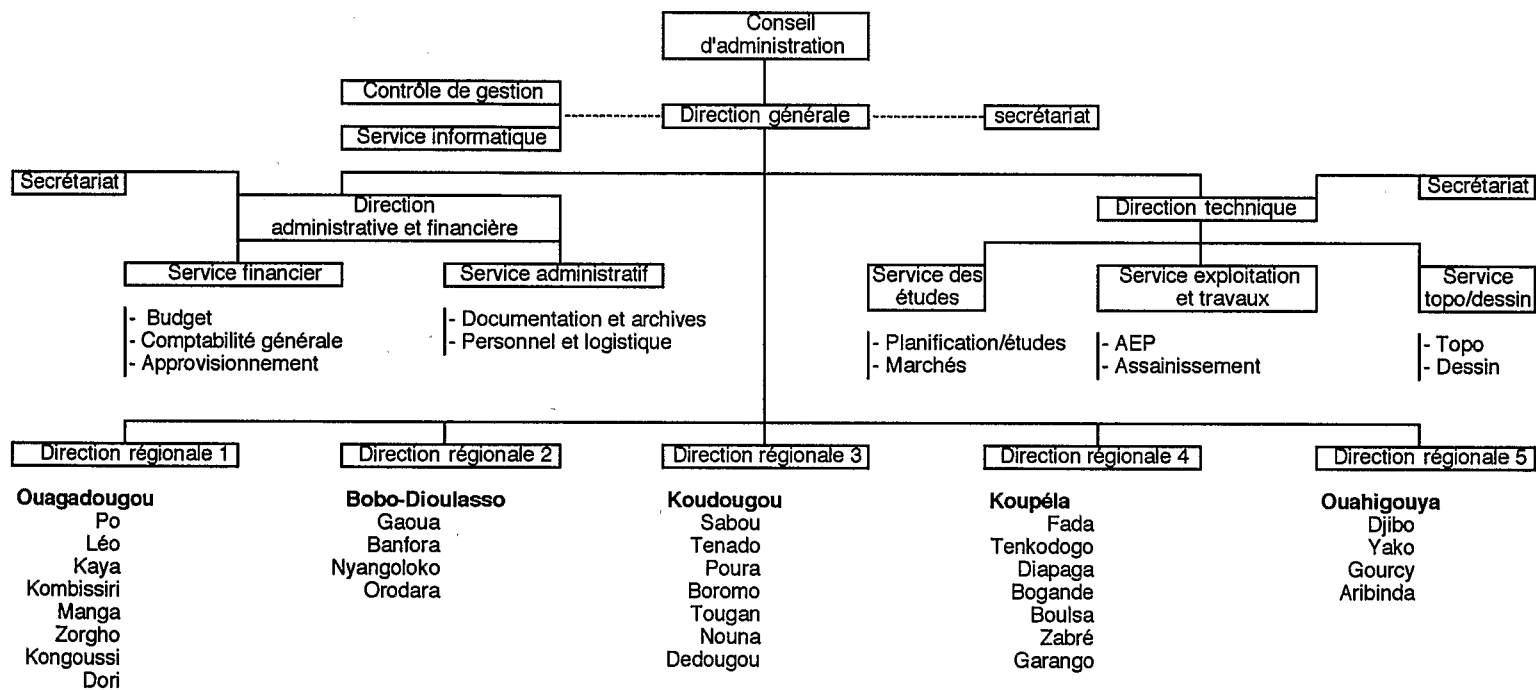 Conseil
d'administration
Contrôle de gestion
Direction générale
secrétariat
Service informatique
Secrétariat
Direction
administrative et financière
Direction technique
Secrétariat
Service financier
Service administratif
Service des
études
Service exploitation
et travaux
Service
topo/dessin
- Budget
- Comptabilité générale
- Approvisionnement
- Documentation et archives
- Personnel et logistique
- Planification/études
- Marchés
- AEP
- Assainissement
- Topo
- Dessin
Direction régionale 1
Direction régionale 2
Direction régionale 3
Direction régionale 4
Direction régionale 5
Ouagadougou
Po
Léo
Kaya
Kombissiri
Manga
Zorgho
Kongoussi
Dori
Bobo-Dioulasso
Gaoua
Banfora
Nyangoloko
Orodara
Koudougou
Sabou
Tenado
Poura
Boromo
Tougan
Nouna
Dedougou
Koupéla
Fada
Tenkodogo
Diapaga
Bogande
Boulsa
Zabré
Garango
Ouahigouya
Djibo
Yako
Gourcy
Aribinda